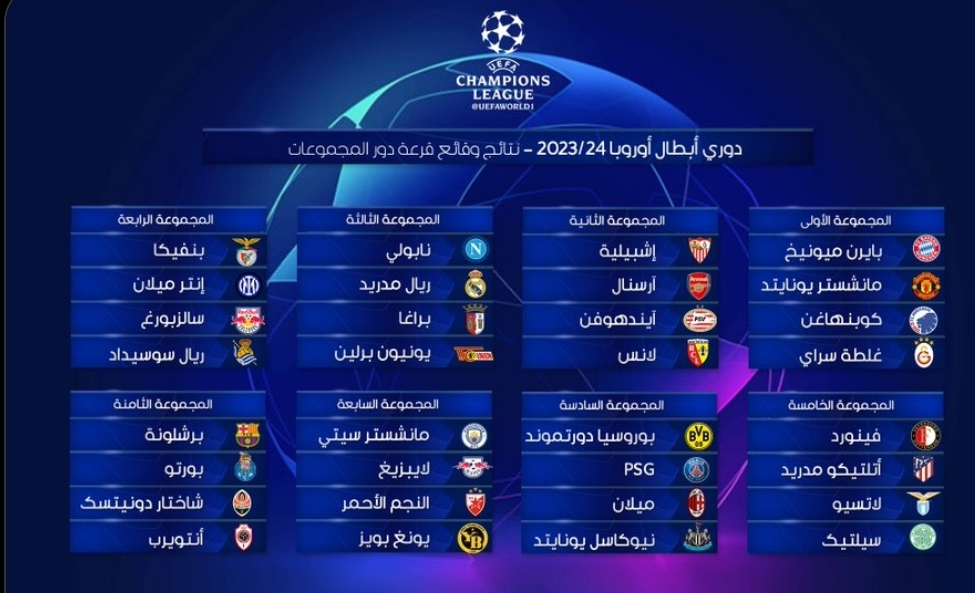 UEFA
CHAMPIONS
LEAGUE
@UEFAWORLD1
دوري أبطال أوروبا 2023/24 - نتائج وقائع قرعة دور المجموعات
المجموعة الأولى
بايرن ميونيخ
مانشستر يونايتد
كوبنهاغن
غلطة سراي
المجموعة الثانية
إشبيلية
آرسنال
آيندهوفن
لانس
المجموعة الثالثة
نابولي
ريال مدريد
براغا
يونيون برلين
المجموعة الرابعة
بنفيكا
إنتر ميلان
سالزبورغ
ريال سوسيداد
المجموعة الخامسة
فينورد
أتلتيكو مدريد
لاتسيو
سيلتيک
المجموعة السادسة
بوروسيا دورتموند
PSG
ميلان
نيوكاسل يونايتد
المجموعة السابعة
مانشستر سيتي
لايبزيغ
النجم الأحمر
يونغ بويز
المجموعة الثامنة
برشلونة
بورتو
شاختار دونيتسک
أنتويرب